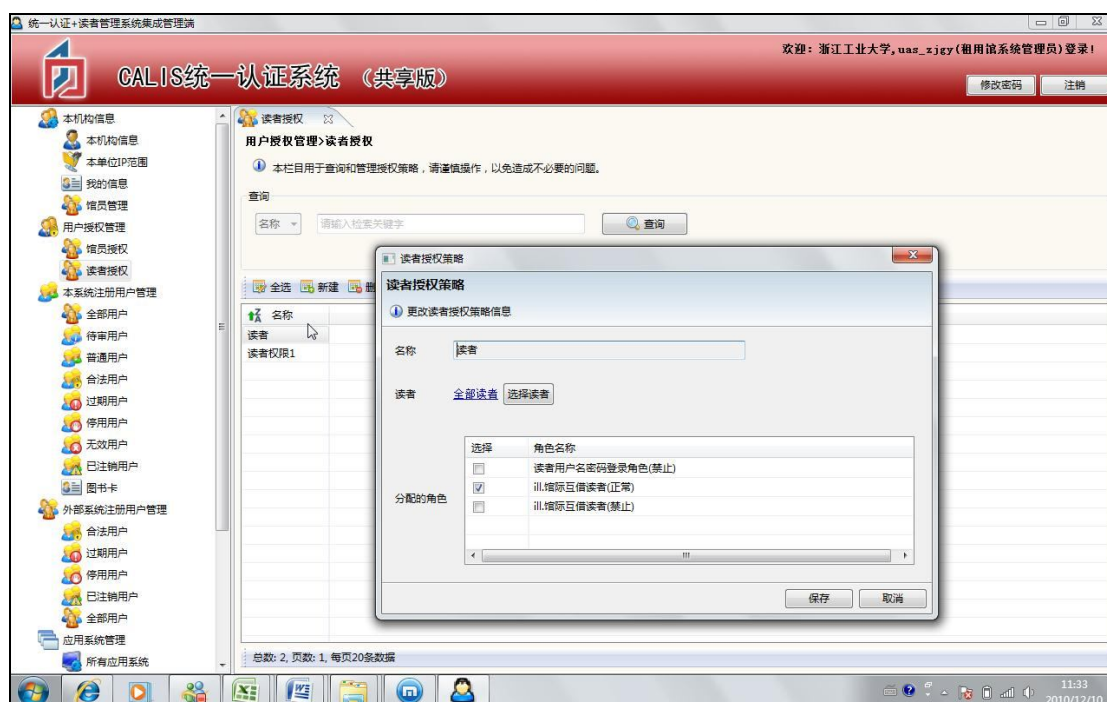 统一认证+读者管理系统集成管理端
欢迎：浙江工业大学,uas_zjgy(租用馆系统管理员)登录！
CALIS统一认证系统 （共享版）
修改密码 注销
本机构信息
本机构信息
本单位IP范围
我的信息
馆员管理
用户授权管理
馆员授权
读者授权
本系统注册用户管理
全部用户
待审用户
普通用户
合法用户
过期用户
停用用户
无效用户
已注销用户
图书卡
外部系统注册用户管理
合法用户
过期用户
停用用户
已注销用户
全部用户
应用系统管理
所有应用系统
读者授权
用户授权管理>读者授权
本栏目用于查询和管理授权策略，请谨慎操作，以免造成不必要的问题。
查询
名称 请输入检索关键字 查询
全选 新建 删
名称
读者
读者权限1
总数: 2, 页数: 1, 每页20条数据
读者授权策略
读者授权策略
更改读者授权策略信息
名称 读者
读者 全部读者 选择读者
分配的角色
选择 角色名称
读者用户名密码登录角色(禁止)
ill.馆际互借读者(正常)
ill.馆际互借读者(禁止)
保存 取消
11:33
2010/12/10